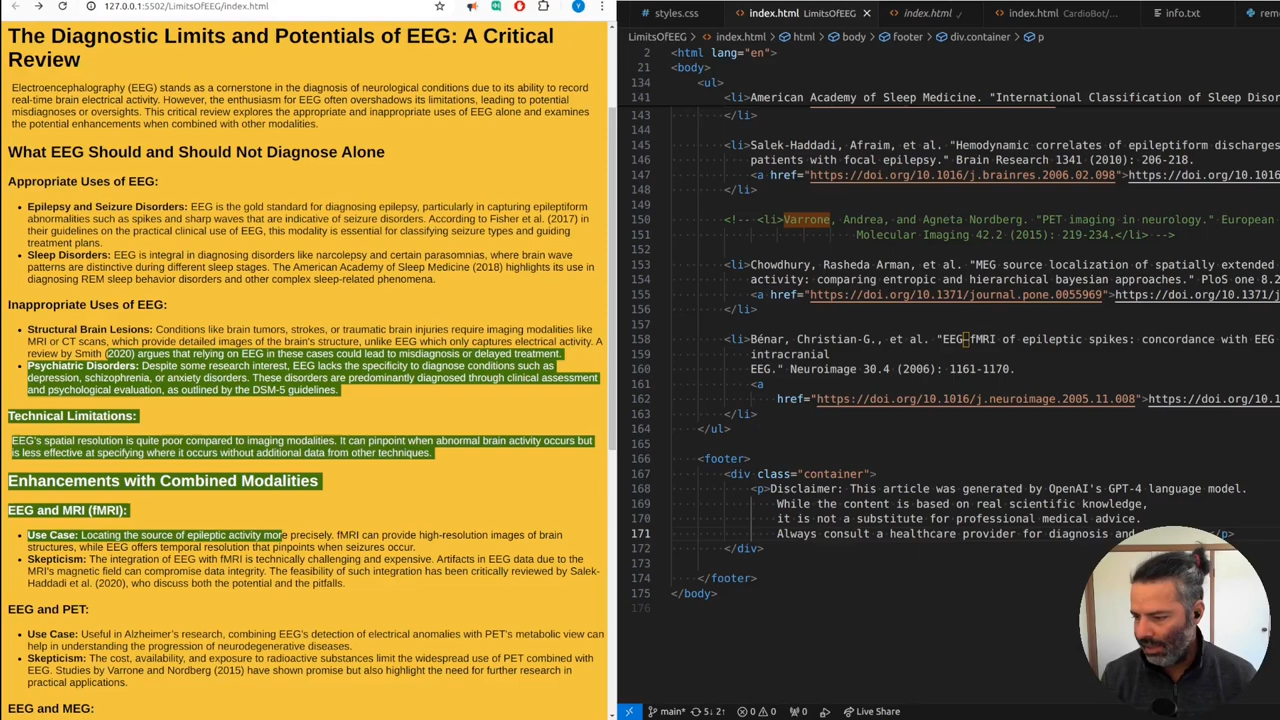 127.0.0.1:5502/LimitsOfEEG/index.html
The Diagnostic Limits and Potentials of EEG: A Critical
Review
Electroencephalography (EEG) stands as a cornerstone in the diagnosis of neurological conditions due to its ability to record
real-time brain electrical activity. However, the enthusiasm for EEG often overshadows its limitations, leading to potential
misdiagnoses or oversights. This critical review explores the appropriate and inappropriate uses of EEG alone and examines
the potential enhancements when combined with other modalities.
What EEG Should and Should Not Diagnose Alone
Appropriate Uses of EEG:
Epilepsy and Seizure Disorders: EEG is the gold standard for diagnosing epilepsy, particularly in capturing epileptiform
abnormalities such as spikes and sharp waves that are indicative of seizure disorders. According to Fisher et al. (2017) in
their guidelines on the practical clinical use of EEG, this modality is essential for classifying seizure types and guiding
treatment plans.
Sleep Disorders: EEG is integral in diagnosing disorders like narcolepsy and certain parasomnias, where brain wave
patterns are distinctive during different sleep stages. The American Academy of Sleep Medicine (2018) highlights its use in
diagnosing REM sleep behavior disorders and other complex sleep-related phenomena.
Inappropriate Uses of EEG:
Structural Brain Lesions: Conditions like brain tumors, strokes, or traumatic brain injuries require imaging modalities like
MRI or CT scans, which provide detailed images of the brain's structure, unlike EEG which only captures electrical activity. A
review by Smith (2020) argues that relying on EEG in these cases could lead to misdiagnosis or delayed treatment.
Psychiatric Disorders: Despite some research interest, EEG lacks the specificity to diagnose conditions such as
depression, schizophrenia, or anxiety disorders. These disorders are predominantly diagnosed through clinical assessment
and psychological evaluation, as outlined by the DSM-5 guidelines.
Technical Limitations:
EEG's spatial resolution is quite poor compared to imaging modalities. It can pinpoint when abnormal brain activity occurs but
is less effective at specifying where it occurs without additional data from other techniques.
Enhancements with Combined Modalities
EEG and MRI (fMRI):
Use Case: Locating the source of epileptic activity more precisely. fMRI can provide high-resolution images of brain
structures, while EEG offers temporal resolution that pinpoints when seizures occur.
Skepticism: The integration of EEG with fMRI is technically challenging and expensive. Artifacts in EEG data due to the
MRI's magnetic field can compromise data integrity. The feasibility of such integration has been critically reviewed by Salek-
Haddadi et al. (2020), who discuss both the potential and the pitfalls.
EEG and PET:
Use Case: Useful in Alzheimer's research, combining EEG's detection of electrical anomalies with PET's metabolic view can
help in understanding the progression of neurodegenerative diseases.
Skepticism: The cost, availability, and exposure to radioactive substances limit the widespread use of PET combined with
EEG. Studies by Varrone and Nordberg (2015) have shown promise but also highlight the need for further research in
practical applications.
EEG and MEG:
styles.css
index.html LimitsOfEEG
index.html
index.html CardioBot/...
info.txt
LimitsOfEEG > index.html > html > body > footer > div.container > p
2 <html lang="en">
21 <body>
134 <ul>
141 <li>American Academy of Sleep Medicine. "International Classification of Sleep Disor
143 </li>
144
145 <li>Salek-Haddadi, Afraim, et al. "Hemodynamic correlates of epileptiform discharges
146 patients with focal epilepsy." Brain Research 1341 (2010): 206-218.
147 <a href="https://doi.org/10.1016/j.brainres.2006.02.098">https://doi.org/10.1016
148 </li>
149
150 <!-- <li>Varrone, Andrea, and Agneta Nordberg. "PET imaging in neurology." European
151 Molecular Imaging 42.2 (2015): 219-234.</li> -->
152
153 <li>Chowdhury, Rasheda Arman, et al. "MEG source localization of spatially extended
154 activity: comparing entropic and hierarchical bayesian approaches." PloS one 8.2
155 <a href="https://doi.org/10.1371/journal.pone.0055969">https://doi.org/10.1371/j
156 </li>
157
158 <li>Bénar, Christian-G., et al. "EEG–fMRI of epileptic spikes: concordance with EEG
159 intracranial
160 EEG." Neuroimage 30.4 (2006): 1161-1170.
161 <a
162 href="https://doi.org/10.1016/j.neuroimage.2005.11.008">https://doi.org/10.1
163 </li>
164 </ul>
165
166 <footer>
167 <div class="container">
168 <p>Disclaimer: This article was generated by OpenAI's GPT-4 language model.
169 While the content is based on real scientific knowledge,
170 it is not a substitute for professional medical advice.
171 Always consult a healthcare provider for diagnosis and </p>
172 </div>
173
174 </footer>
175 </body>
176
main* 5↓ 2↑ 0 0 0 Live Share